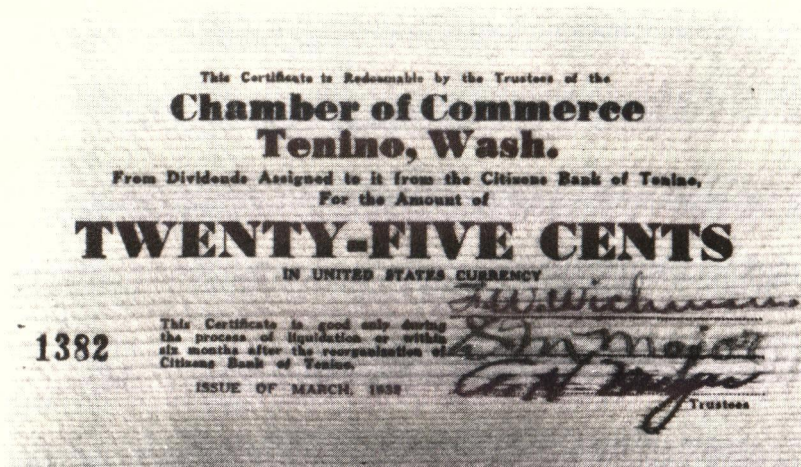 This Certificate is Redeemable by the Trustees of the
Chamber of Commerce
Tenino, Wash.
From Dividends Assigned to it from the Citizens Bank of Tenino,
For the Amount of
TWENTY-FIVE CENTS
IN UNITED STATES CURRENCY
1382
This Certificate is good only during
the process of liquidation or within
six months after the reorganization of
Citizens Bank of Tenino.
ISSUE OF MARCH,
Wichman
Major
Trustees